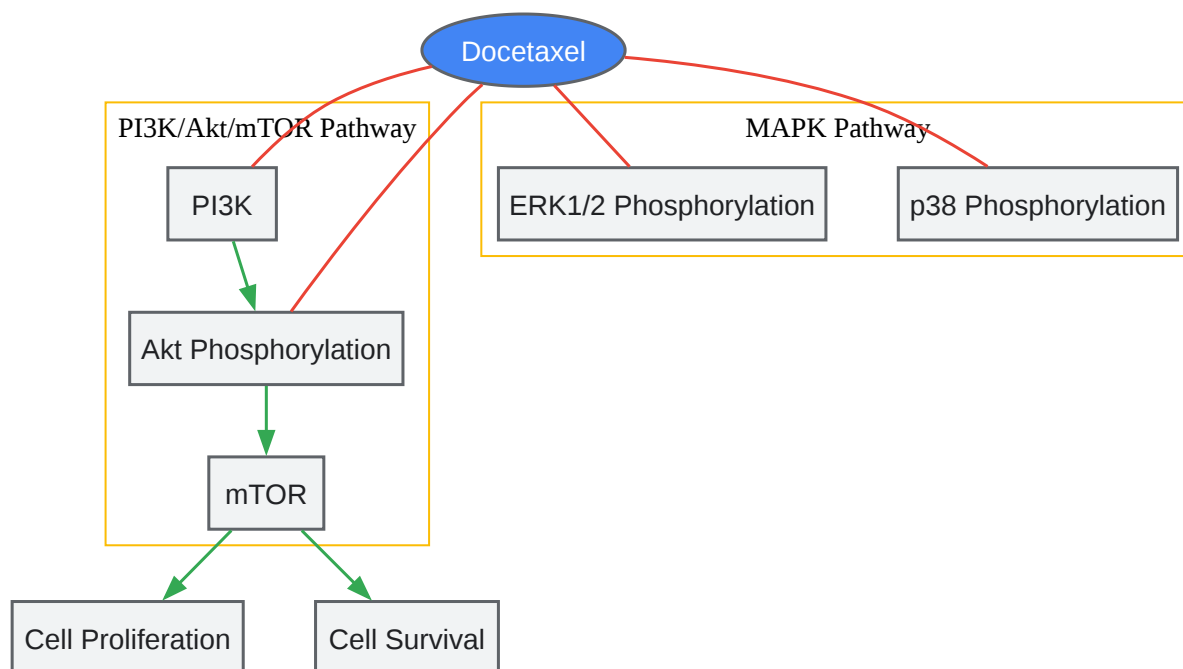 Docetaxel
PI3K/Akt/mTOR Pathway
MAPK Pathway
PI3K
ERK1/2 Phosphorylation
p38 Phosphorylation
Akt Phosphorylation
mTOR
Cell Proliferation
Cell Survival